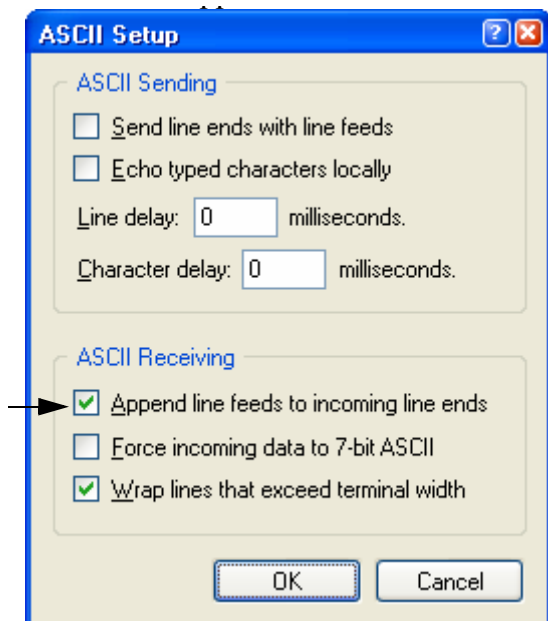 ASCII Setup
ASCII Sending
Send line ends with line feeds
Echo typed characters locally
Line delay: 0 milliseconds.
Character delay: 0 milliseconds.
ASCII Receiving
Append line feeds to incoming line ends
Force incoming data to 7-bit ASCII
Wrap lines that exceed terminal width
OK Cancel